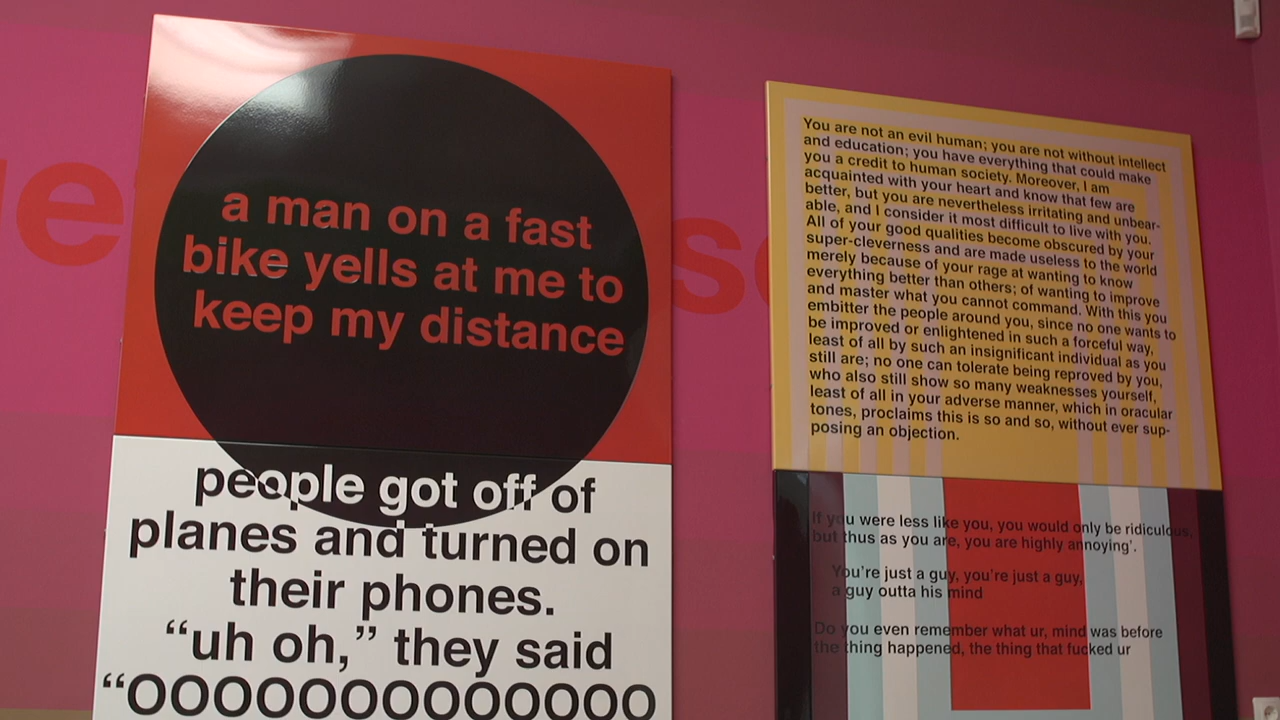 a man on a fast
bike yells at me to
keep my distance
people got off of
planes and turned on
their phones.
“uh oh,” they said
“OOOOOOOOOOOOO
You are not an evil human; you are not without intellect
and education; you have everything that could make
you a credit to human society. Moreover, I am
acquainted with your heart and know that few are
better, but you are nevertheless irritating and unbear-
able, and I consider it most difficult to live with you.
All of your good qualities become obscured by your
super-cleverness and are made useless to the world
merely because of your rage at wanting to know
everything better than others; of wanting to improve
and master what you cannot command. With this you
embitter the people around you, since no one wants to
be improved or enlightened in such a forceful way,
least of all by such an insignificant individual as you
still are; no one can tolerate being reproved by you,
who also still show so many weaknesses yourself,
least of all in your adverse manner, which in oracular
tones, proclaims this is so and so, without ever sup-
posing an objection.
If you were less like you, you would only be ridiculous,
but thus as you are, you are highly annoying’.
You’re just a guy, you’re just a guy,
a guy outta his mind
Do you even remember what ur, mind was before
the thing happened, the thing that fucked ur